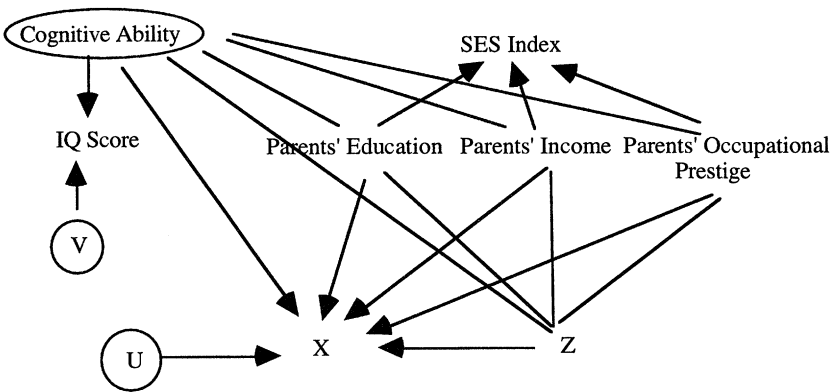 Cognitive Ability
SES Index
IQ Score
Parents' Education
Parents' Income
Parents' Occupational
Prestige
V
U
X
Z